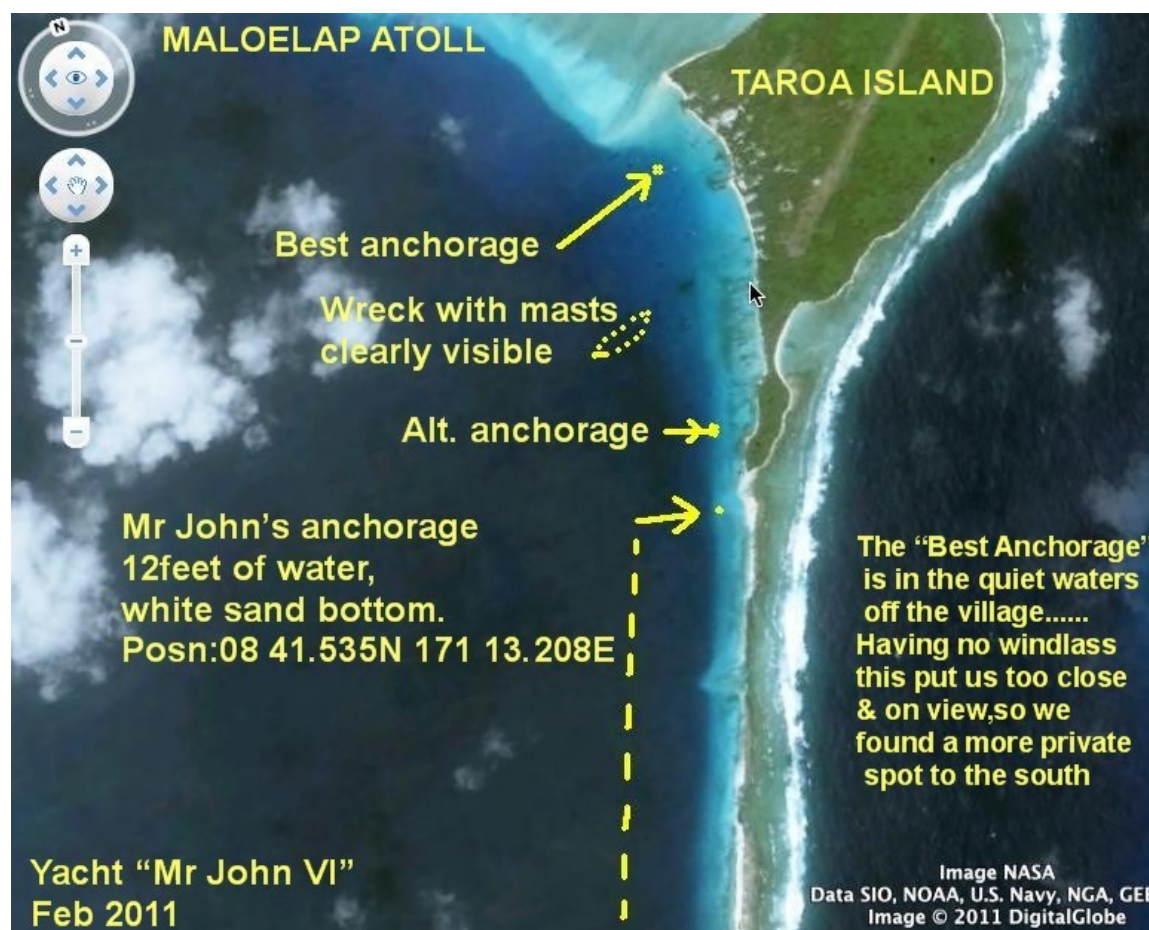 N
MALOELAP ATOLL
TAROA ISLAND
Best anchorage
Wreck with masts
clearly visible
Alt. anchorage
Mr John's anchorage
12feet of water,
white sand bottom.
Posn:08 41.535N 171 13.208E
The “Best Anchorage”
is in the quiet waters
off the village......
Having no windlass
this put us too close
& on view,so we
found a more private
spot to the south
Yacht “Mr John VI”
Feb 2011
Image NASA
Data SIO, NOAA, U.S. Navy, NGA,
Image © 2011 DigitalGlobe